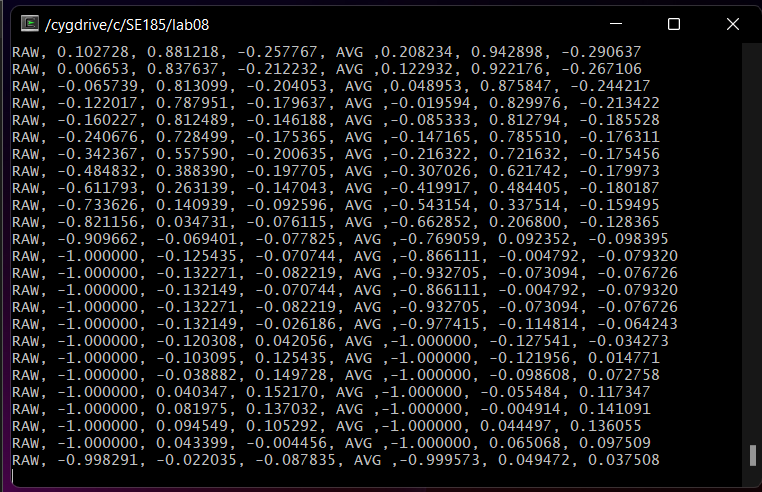 /cygdrive/c/SE185/lab08
RAW, 0.102728, 0.881218, -0.257767, AVG ,0.208234, 0.942898, -0.290637
RAW, 0.006653, 0.837637, -0.212232, AVG ,0.122932, 0.922176, -0.267106
RAW, -0.065739, 0.813099, -0.204053, AVG ,0.048953, 0.875847, -0.244217
RAW, -0.122017, 0.787951, -0.179637, AVG ,-0.019594, 0.829976, -0.213422
RAW, -0.160227, 0.812489, -0.146188, AVG ,-0.085333, 0.812794, -0.185528
RAW, -0.240676, 0.728499, -0.175365, AVG ,-0.147165, 0.785510, -0.176311
RAW, -0.342367, 0.557590, -0.200635, AVG ,-0.216322, 0.721632, -0.175456
RAW, -0.484832, 0.388390, -0.197705, AVG ,-0.307026, 0.621742, -0.179973
RAW, -0.611793, 0.263139, -0.147043, AVG ,-0.419917, 0.484405, -0.180187
RAW, -0.733626, 0.140939, -0.092596, AVG ,-0.543154, 0.337514, -0.159495
RAW, -0.821156, 0.034731, -0.076115, AVG ,-0.662852, 0.206800, -0.128365
RAW, -0.909662, -0.069401, -0.077825, AVG ,-0.769059, 0.092352, -0.098395
RAW, -1.000000, -0.125435, -0.070744, AVG ,-0.866111, -0.004792, -0.079320
RAW, -1.000000, -0.132271, -0.082219, AVG ,-0.932705, -0.073094, -0.076726
RAW, -1.000000, -0.132149, -0.070744, AVG ,-0.866111, -0.004792, -0.079320
RAW, -1.000000, -0.132271, -0.082219, AVG ,-0.932705, -0.073094, -0.076726
RAW, -1.000000, -0.132149, -0.026186, AVG ,-0.977415, -0.114814, -0.064243
RAW, -1.000000, -0.120308, 0.042056, AVG ,-1.000000, -0.127541, -0.034273
RAW, -1.000000, -0.103095, 0.125435, AVG ,-1.000000, -0.121956, 0.014771
RAW, -1.000000, -0.038882, 0.149728, AVG ,-1.000000, -0.098608, 0.072758
RAW, -1.000000, 0.040347, 0.152170, AVG ,-1.000000, -0.055484, 0.117347
RAW, -1.000000, 0.081975, 0.137032, AVG ,-1.000000, -0.004914, 0.141091
RAW, -1.000000, 0.094549, 0.105292, AVG ,-1.000000, 0.044497, 0.136055
RAW, -1.000000, 0.043399, -0.004456, AVG ,-1.000000, 0.065068, 0.097509
RAW, -0.998291, -0.022035, -0.087835, AVG ,-0.999573, 0.049472, 0.037508